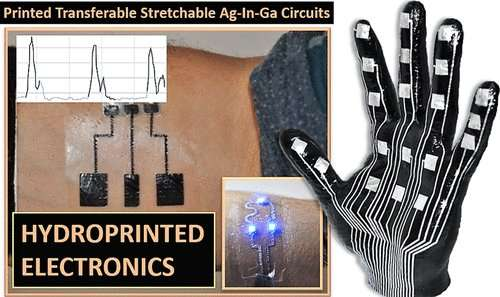 Printed Transferable Stretchable Ag-In-Ga Circuits
HYDROPRINTED
ELECTRONICS